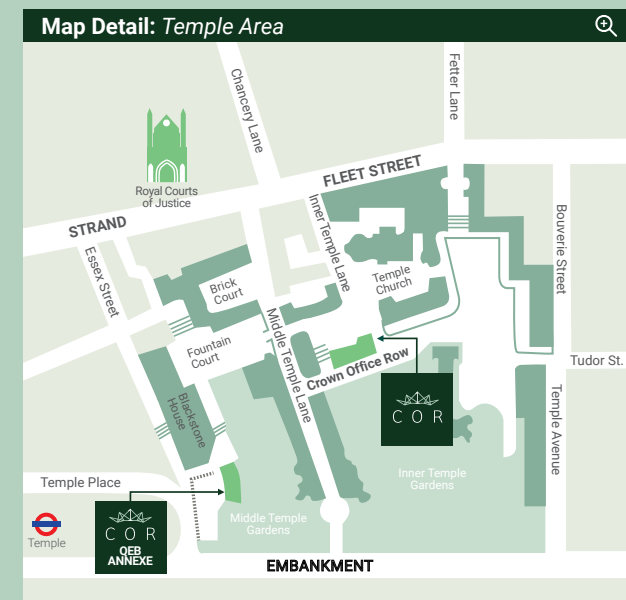 Map Detail: Temple Area
Chancery Lane
Fetter Lane
Royal Courts
of Justice
FLEET STREET
STRAND
Inner Temple Lane
Bouverie Street
Essex Street
Temple
Church
Brick
Court
Middle Temple Lane
Fountain
Court
Crown Office Row
Tudor St.
COR
Blackstone
House
Temple Avenue
Inner Temple
Gardens
Temple Place
Middle Temple
Gardens
Temple
COR
QEB
ANNEXE
EMBANKMENT